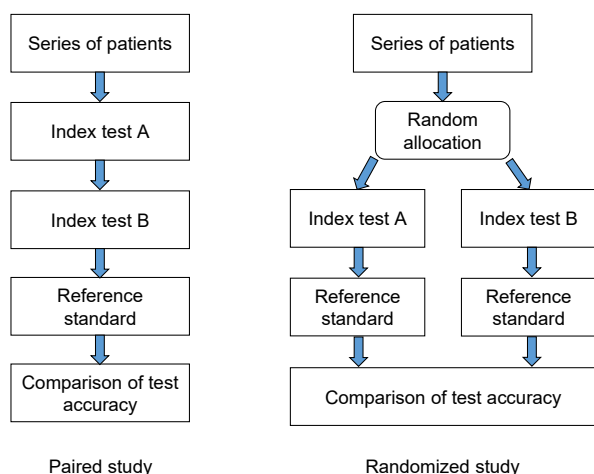 Series of patients
Index test A
Index test B
Reference
standard
Comparison of test
accuracy
Paired study
Series of patients
Random
allocation
Index test A
Index test B
Reference
standard
Reference
standard
Comparison of test accuracy
Randomized study